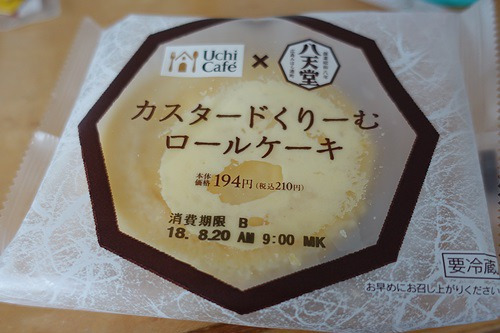 Uchi
Café
×
八天堂
カスタードくりーむ
ロールケーキ
本体
価格 194円(税込210円)
消費期限 B
18. 8.20 AM 9:00 MK
要冷蔵
お早めにお召し上がりください